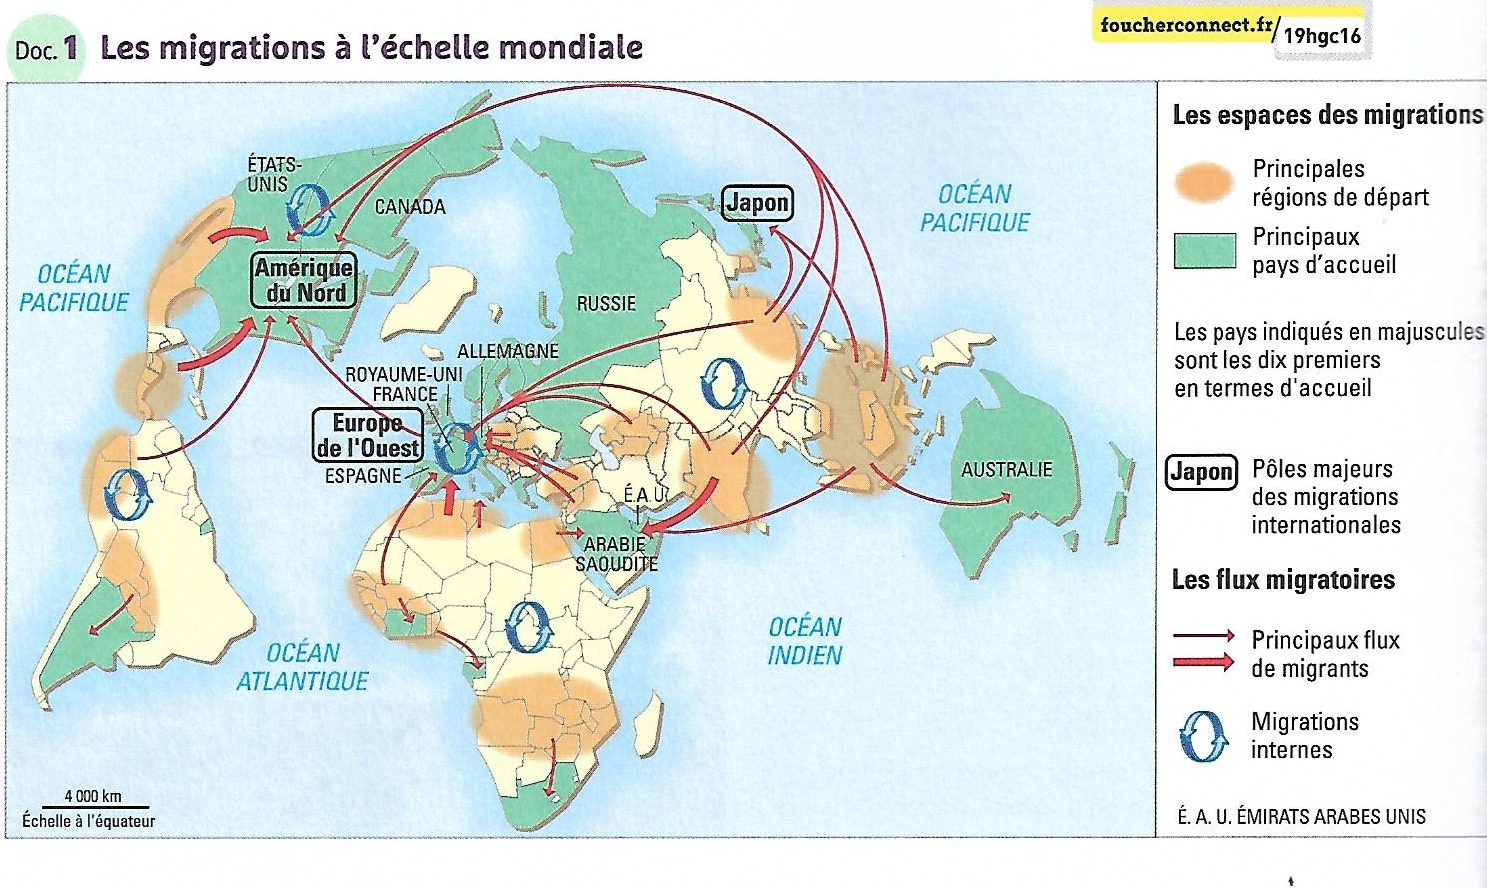 Doc. 1 Les migrations à l'échelle mondiale
foucherconnect.fr/19hgc16
ÉTATS-
UNIS
CANADA
OCÉAN
PACIFIQUE
Amérique
du Nord
RUSSIE
Japon
OCÉAN
PACIFIQUE
ALLEMAGNE
ROYAUME-UNI
FRANCE
Europe
de l'Ouest
ESPAGNE
É.A.U.
ARABIE
SAOUDITE
AUSTRALIE
OCÉAN
ATLANTIQUE
OCÉAN
INDIEN
4 000 km
Échelle à l'équateur
Les espaces des migrations
Principales
régions de départ
Principaux
pays d'accueil
Les pays indiqués en majuscules
sont les dix premiers
en termes d'accueil
Japon
Pôles majeurs
des migrations
internationales
Les flux migratoires
Principaux flux
de migrants
Migrations
internes
É. A. U. ÉMIRATS ARABES UNIS